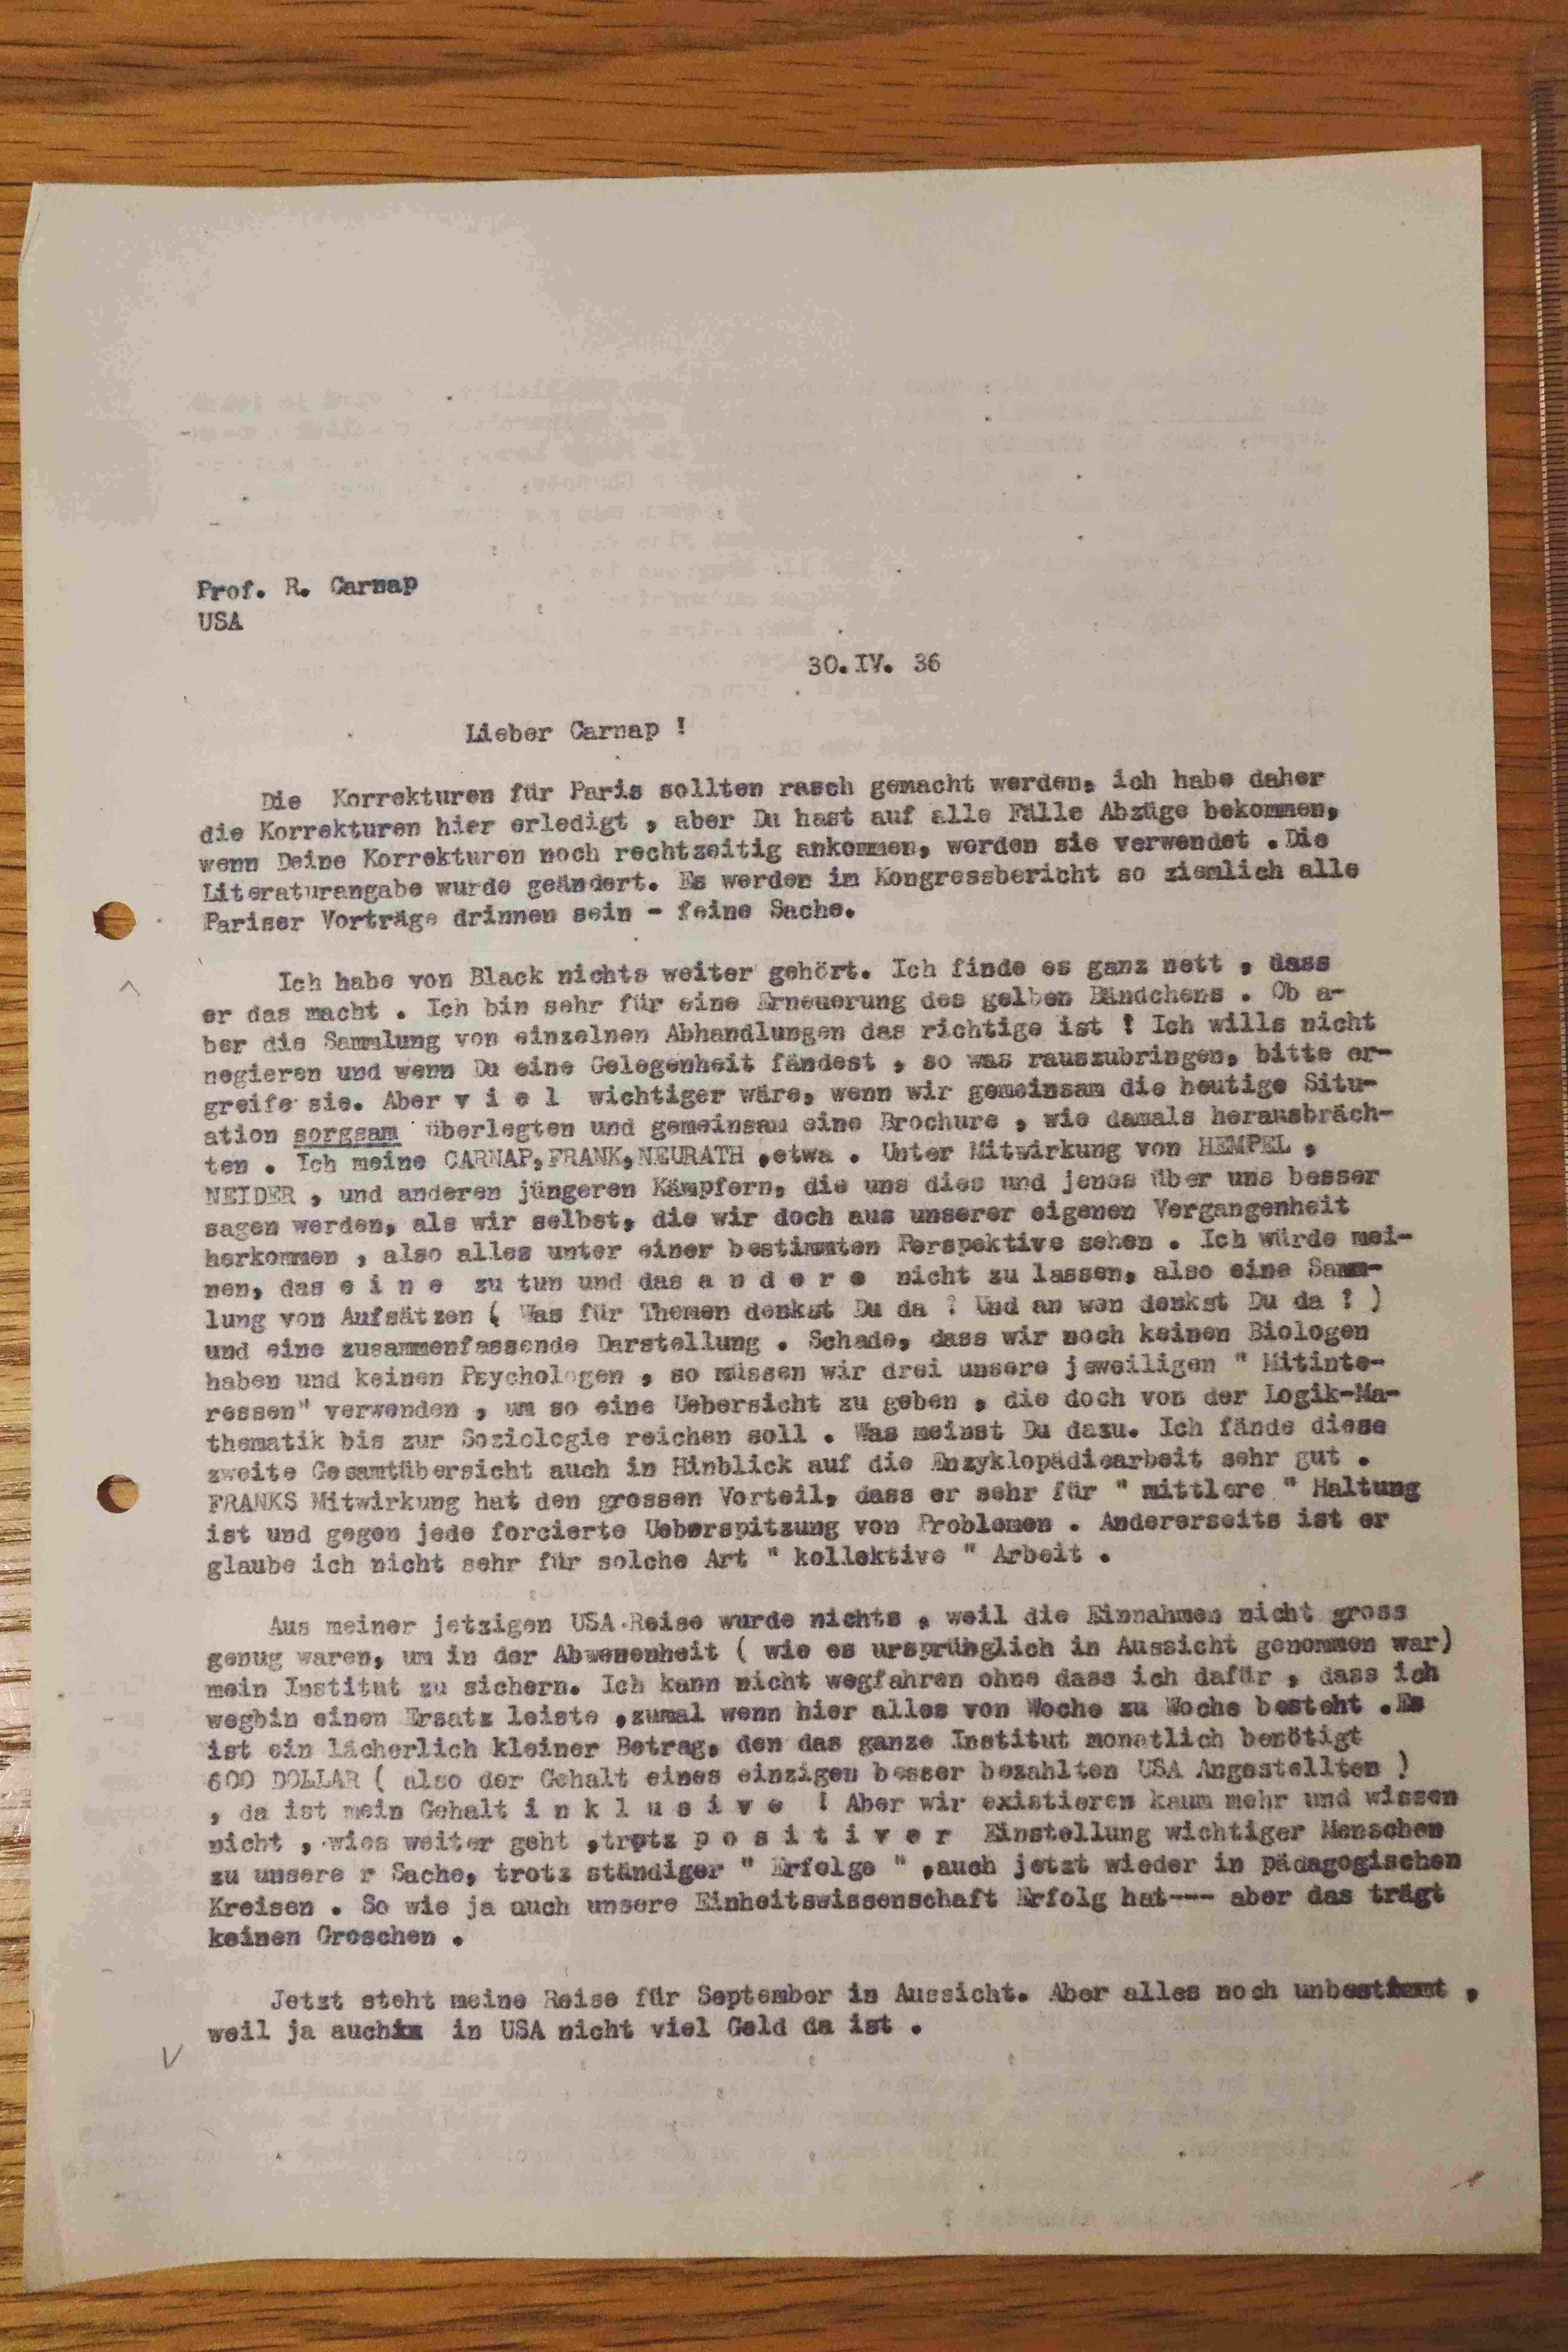 Prof. R. Carnap
USA
30.IV. 36
Lieber Carnap !
Die Korrekturen für Paris sollten rasch gemacht werden, ich habe daher
die Korrekturen hier erledigt , aber Du hast auf alle Fälle Abzüge bekommen,
wenn Deine Korrekturen noch rechtzeitig ankommen, werden sie verwendet . Die
Literaturangabe wurde geändert. Es werden im Kongressbericht so ziemlich alle
Pariser Vorträge drinnen sein - feine Sache.
Ich habe von Black nichts weiter gehört. Ich finde es ganz nett , dass
er das macht . Ich bin sehr für eine Erneuerung des gelben Bändchens . Ob a-
ber die Sammlung von einzelnen Abhandlungen das richtige ist ! Ich wills nicht
negieren und wenn Du eine Gelegenheit fändest , so was rauszubringen, bitte er-
greife sie. Aber v i e l wichtiger wäre, wenn wir gemeinsam die heutige Situ-
ation sorgsam überlegten und gemeinsam eine Brochure , wie damals herausbräch-
ten . Ich meine CARNAP,FRANK,NEURATH ,etwa . Unter Mitwirkung von HEMPEL ,
NEIDER , und anderen jüngeren Kämpfern, die uns dies und jenes über uns besser
sagen werden, als wir selbst, die wir doch aus unserer eigenen Vergangenheit
herkommen , also alles unter einer bestimmten Perspektive sehen . Ich würde mei-
nen, das e i n e zu tun und das a n d e r e nicht zu lassen, also eine Samm-
lung von Aufsätzen ( Was für Themen denkst Du da ? Und an wen denkst Du da ? )
und eine zusammenfassende Darstellung . Schade, dass wir noch keinen Biologen
haben und keinen Psychologen , so müssen wir drei unsere jeweiligen " Mitinte-
ressen" verwenden , um so eine Uebersicht zu geben , die doch von der Logik-Ma-
thematik bis zur Soziologie reichen soll . Was meinst Du dazu. Ich fände diese
zweite Gesamtübersicht auch in Hinblick auf die Enzyklopädiearbeit sehr gut .
FRANKS Mitwirkung hat den grossen Vorteil, dass er sehr für " mittlere " Haltung
ist und gegen jede forcierte Ueberspitzung von Problemen . Andererseits ist er
glaube ich nicht sehr für solche Art " kollektive " Arbeit .
Aus meiner jetzigen USA-Reise wurde nichts , weil die Einnahmen nicht gross
genug waren, um in der Abwesenheit ( wie es ursprünglich in Aussicht genommen war)
mein Institut zu sichern. Ich kann nicht wegfahren ohne dass ich dafür , dass ich
wegbin einen Ersatz leiste ,zumal wenn hier alles von Woche zu Woche besteht .Es
ist ein lächerlich kleiner Betrag, den das ganze Institut monatlich benötigt
600 DOLLAR ( also der Gehalt eines einzigen besser bezahlten USA Angestellten )
, da ist mein Gehalt i n k l u s i v e ! Aber wir existieren kaum mehr und wissen
nicht , wies weiter geht ,trotz p o s i t i v e r Einstellung wichtiger Menschen
zu unsere r Sache, trotz ständiger " Erfolge " ,auch jetzt wieder in pädagogischen
Kreisen . So wie ja auch unsere Einheitswissenschaft Erfolg hat--- aber das trägt
keinen Groschen .
Jetzt steht meine Reise für September in Aussicht. Aber alles noch unbestimmt ,
weil ja auch in USA nicht viel Geld da ist .